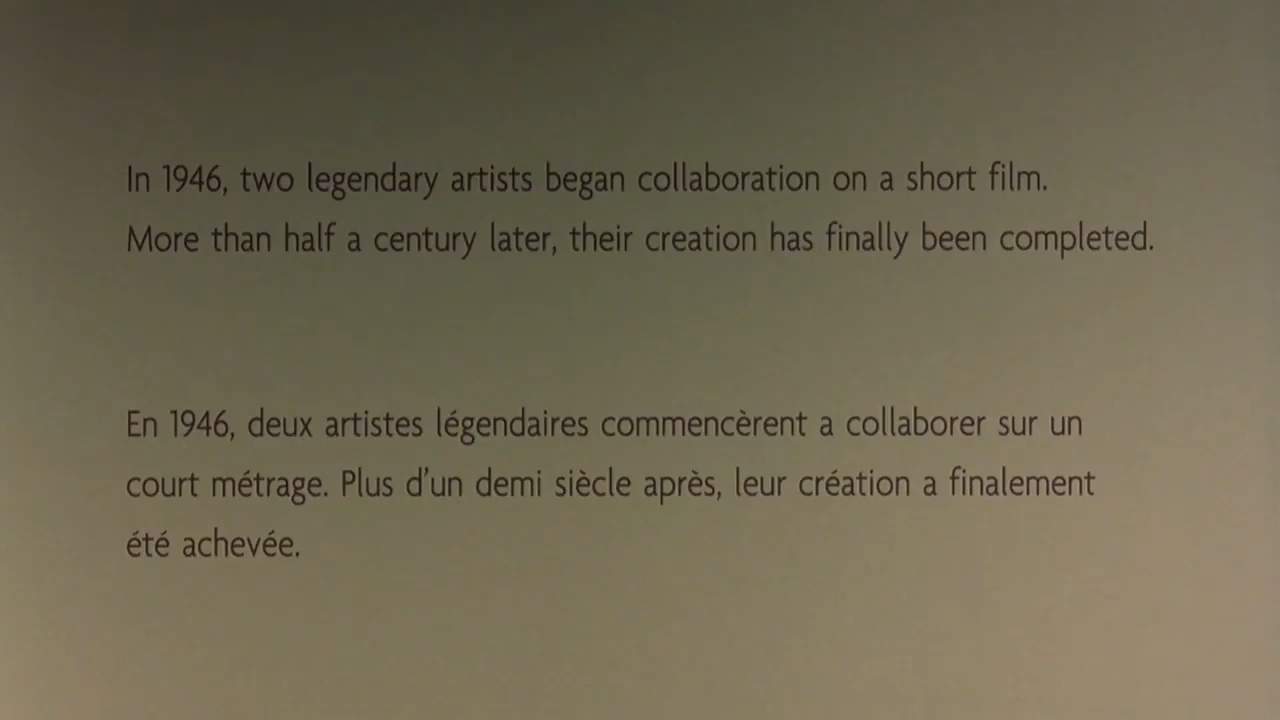 In 1946, two legendary artists began collaboration on a short film.
More than half a century later, their creation has finally been completed.
En 1946, deux artistes légendaires commencèrent a collaborer sur un
court métrage. Plus d'un demi siècle après, leur création a finalement
été achevée.